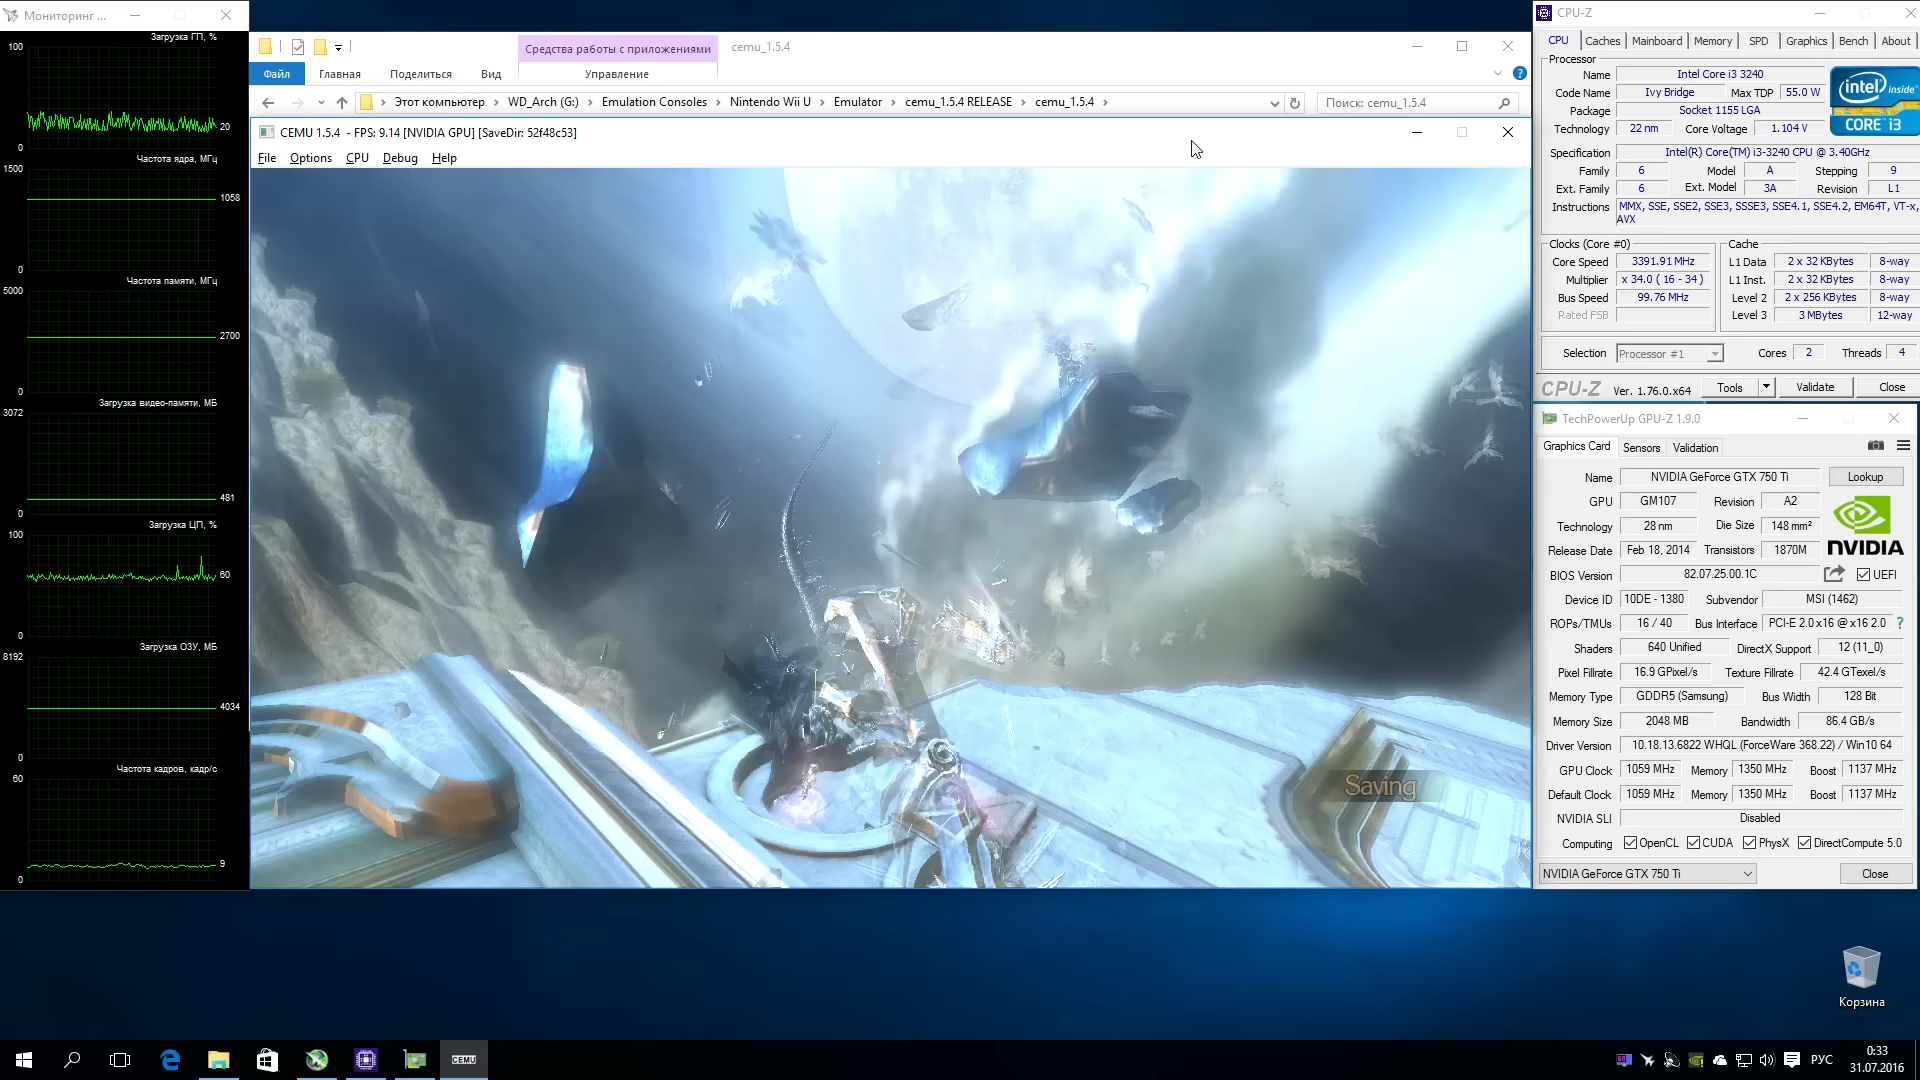 Мониторинг ...
Загрузка ГП, %
100
20
0
Частота ядра, МГц
1500
1058
0
Частота памяти, МГц
5000
2700
0
Загрузка видео-памяти, МБ
3072
481
0
Загрузка ЦП, %
100
60
0
Загрузка ОЗУ, МБ
8192
4034
0
Частота кадров, кадр/с
60
9
0
Средства работы с приложениями
cemu_1.5.4
Файл Главная Поделиться Вид Управление
Этот компьютер WD_Arch (G:) Emulation Consoles Nintendo Wii U Emulator cemu_1.5.4 RELEASE cemu_1.5.4
Поиск: cemu_1.5.4
CEMU 1.5.4 - FPS: 9.14 [NVIDIA GPU] [SaveDir: 52f48c53]
File Options CPU Debug Help
Saving
CPU-Z
CPU Caches Mainboard Memory SPD Graphics Bench About
Processor
Name Intel Core i3 3240
Code Name Ivy Bridge Max TDP 55.0 W
Package Socket 1155 LGA
Technology 22 nm Core Voltage 1.104 V
intel inside™
CORE i3
Specification Intel(R) Core(TM) i3-3240 CPU @ 3.40GHz
Family 6 Model A Stepping 9
Ext. Family 6 Ext. Model 3A Revision L1
Instructions MMX, SSE, SSE2, SSE3, SSSE3, SSE4.1, SSE4.2, EM64T, VT-x,
AVX
Clocks (Core #0) Cache
Core Speed 3391.91 MHz L1 Data 2 x 32 KBytes 8-way
Multiplier x 34.0 ( 16 - 34 ) L1 Inst. 2 x 32 KBytes 8-way
Bus Speed 99.76 MHz Level 2 2 x 256 KBytes 8-way
Rated FSB Level 3 3 MBytes 12-way
Selection Processor #1 Cores 2 Threads 4
CPU-Z Ver. 1.76.0.x64 Tools Validate Close
TechPowerUp GPU-Z 1.9.0
Graphics Card Sensors Validation
Name NVIDIA GeForce GTX 750 Ti Lookup
GPU GM107 Revision A2
Technology 28 nm Die Size 148 mm²
Release Date Feb 18, 2014 Transistors 1870M
NVIDIA
BIOS Version 82.07.25.00.1C UEFI
Device ID 10DE - 1380 Subvendor MSI (1462)
ROPs/TMUs 16 / 40 Bus Interface PCI-E 2.0 x16 @ x16 2.0 ?
Shaders 640 Unified DirectX Support 12 (11_0)
Pixel Fillrate 16.9 GPixel/s Texture Fillrate 42.4 GTexel/s
Memory Type GDDR5 (Samsung) Bus Width 128 Bit
Memory Size 2048 MB Bandwidth 86.4 GB/s
Driver Version 10.18.13.6822 WHQL (ForceWare 368.22) / Win10 64
GPU Clock 1059 MHz Memory 1350 MHz Boost 1137 MHz
Default Clock 1059 MHz Memory 1350 MHz Boost 1137 MHz
NVIDIA SLI Disabled
Computing OpenCL CUDA PhysX DirectCompute 5.0
NVIDIA GeForce GTX 750 Ti Close
Корзина
CEMU
РУС
0:33
31.07.2016